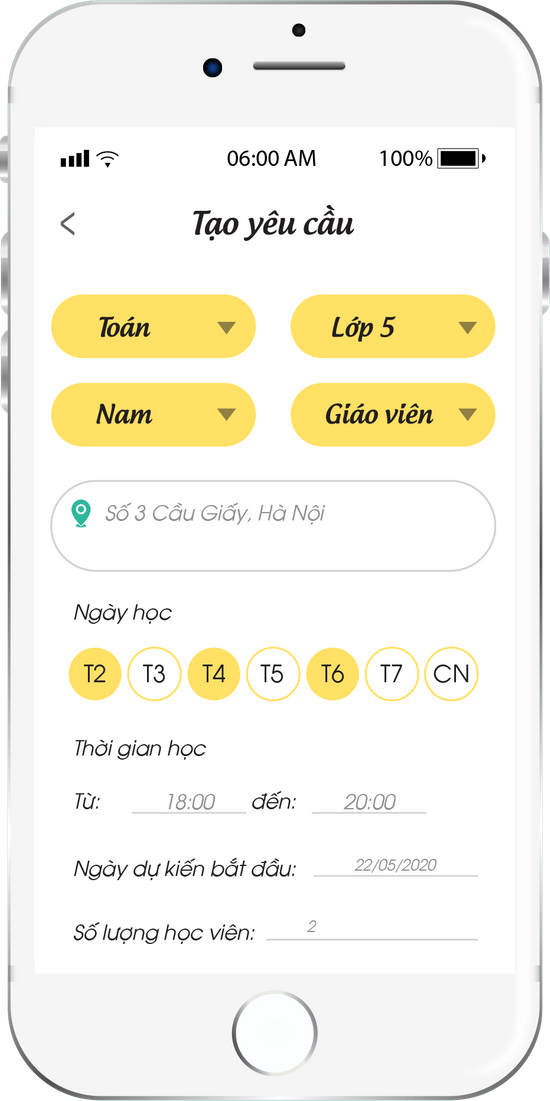 06:00 AM 100%
Tạo yêu cầu
Toán Lớp 5
Nam Giáo viên
Số 3 Cầu Giấy, Hà Nội
Ngày học
T2 T3 T4 T5 T6 T7 CN
Thời gian học
Từ: 18:00 đến: 20:00
Ngày dự kiến bắt đầu: 22/05/2020
Số lượng học viên: 2